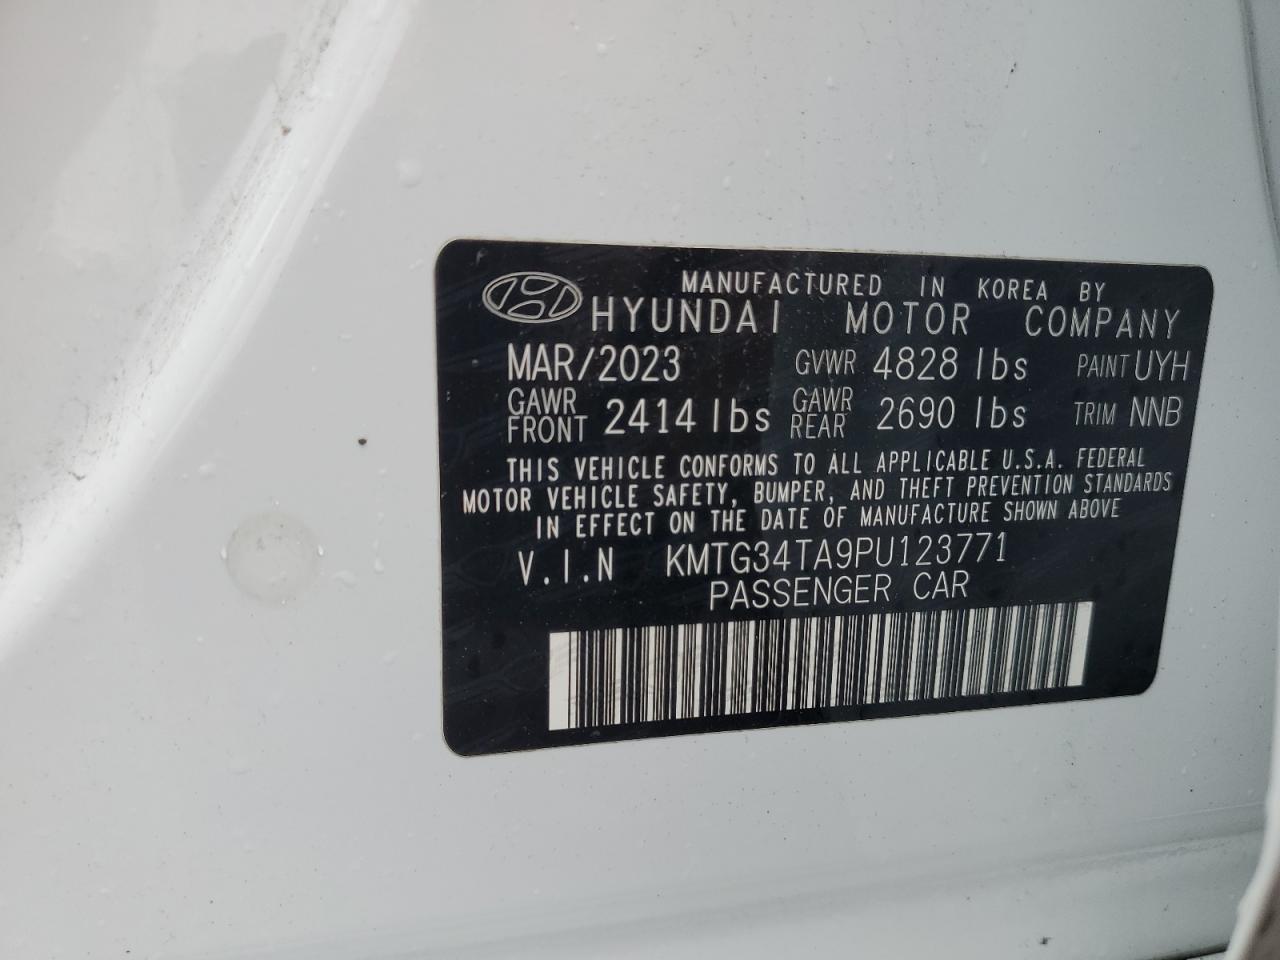 MANUFACTURED IN KOREA BY
HYUNDAI MOTOR COMPANY
MAR/2023 GVWR 4828 lbs PAINT UYH
GAWR FRONT 2414 lbs GAWR REAR 2690 lbs TRIM NNB
THIS VEHICLE CONFORMS TO ALL APPLICABLE U.S.A. FEDERAL
MOTOR VEHICLE SAFETY, BUMPER, AND THEFT PREVENTION STANDARDS
IN EFFECT ON THE DATE OF MANUFACTURE SHOWN ABOVE
V.I.N KMTG34TA9PU123771
PASSENGER CAR